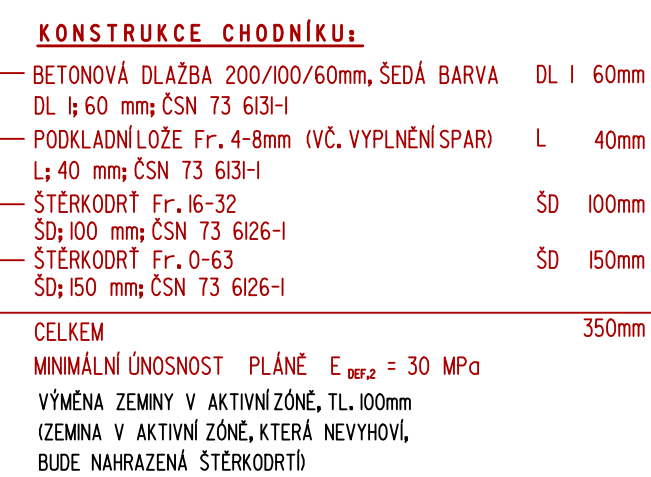 KONSTRUKCE CHODNÍKU:
BETONOVÁ DLAŽBA 200/100/60mm, ŠEDÁ BARVA DL 1 60mm
DL 1; 60 mm; ČSN 73 6131-1
PODKLADNÍ LOŽE Fr. 4-8mm (VČ. VYPLNĚNÍ SPAR) L 40mm
L; 40 mm; ČSN 73 6131-1
ŠTĚRKODRŤ Fr. 16-32 ŠD 100mm
ŠD; 100 mm; ČSN 73 6126-1
ŠTĚRKODRŤ Fr. 0-63 ŠD 150mm
ŠD; 150 mm; ČSN 73 6126-1
CELKEM 350mm
MINIMÁLNÍ ÚNOSNOST PLÁNĚ E DEF,2 = 30 MPa
VÝMĚNA ZEMINY V AKTIVNÍ ZÓNĚ, TL. 100mm
(ZEMINA V AKTIVNÍ ZÓNĚ, KTERÁ NEVYHOVÍ,
BUDE NAHRAZENÁ ŠTĚRKODRTÍ)